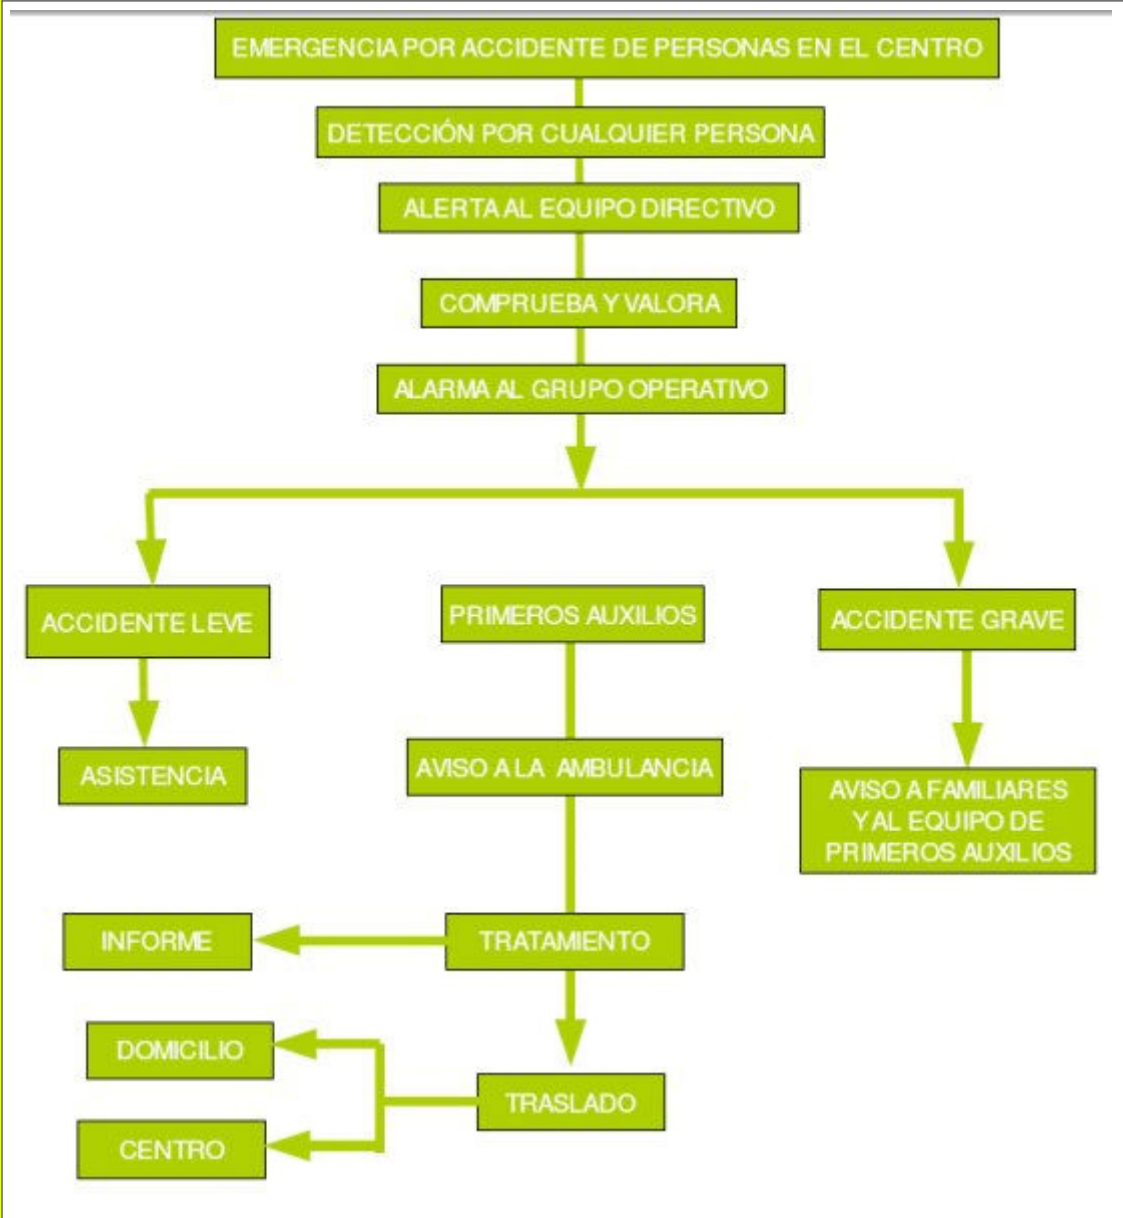 EMERGENCIA POR ACCIDENTE DE PERSONAS EN EL CENTRO
DETECCIÓN POR CUALQUIER PERSONA
ALERTA AL EQUIPO DIRECTIVO
COMPRUEBA Y VALORA
ALARMA AL GRUPO OPERATIVO
ACCIDENTE LEVE
PRIMEROS AUXILIOS
ACCIDENTE GRAVE
ASISTENCIA
AVISO A LA AMBULANCIA
AVISO A FAMILIARES
Y AL EQUIPO DE
PRIMEROS AUXILIOS
INFORME
TRATAMIENTO
DOMICILIO
TRASLADO
CENTRO